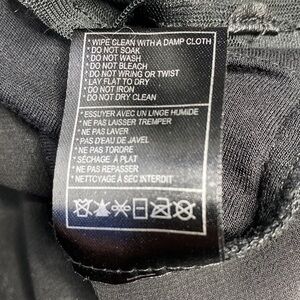 * WIPE CLEAN WITH A DAMP CLOTH
* DO NOT SOAK
* DO NOT WASH
* DO NOT BLEACH
* DO NOT WRING OR TWIST
* LAY FLAT TO DRY
* DO NOT IRON
* DO NOT DRY CLEAN
* ESSUYER AVEC UN LINGE HUMIDE
* NE PAS LAISSER TREMPER
* NE PAS LAVER
* PAS D'EAU DE JAVEL
* NE PAS TORDRE
* SÉCHAGE À PLAT
* NE PAS REPASSER
* NETTOYAGE À SEC INTERDIT